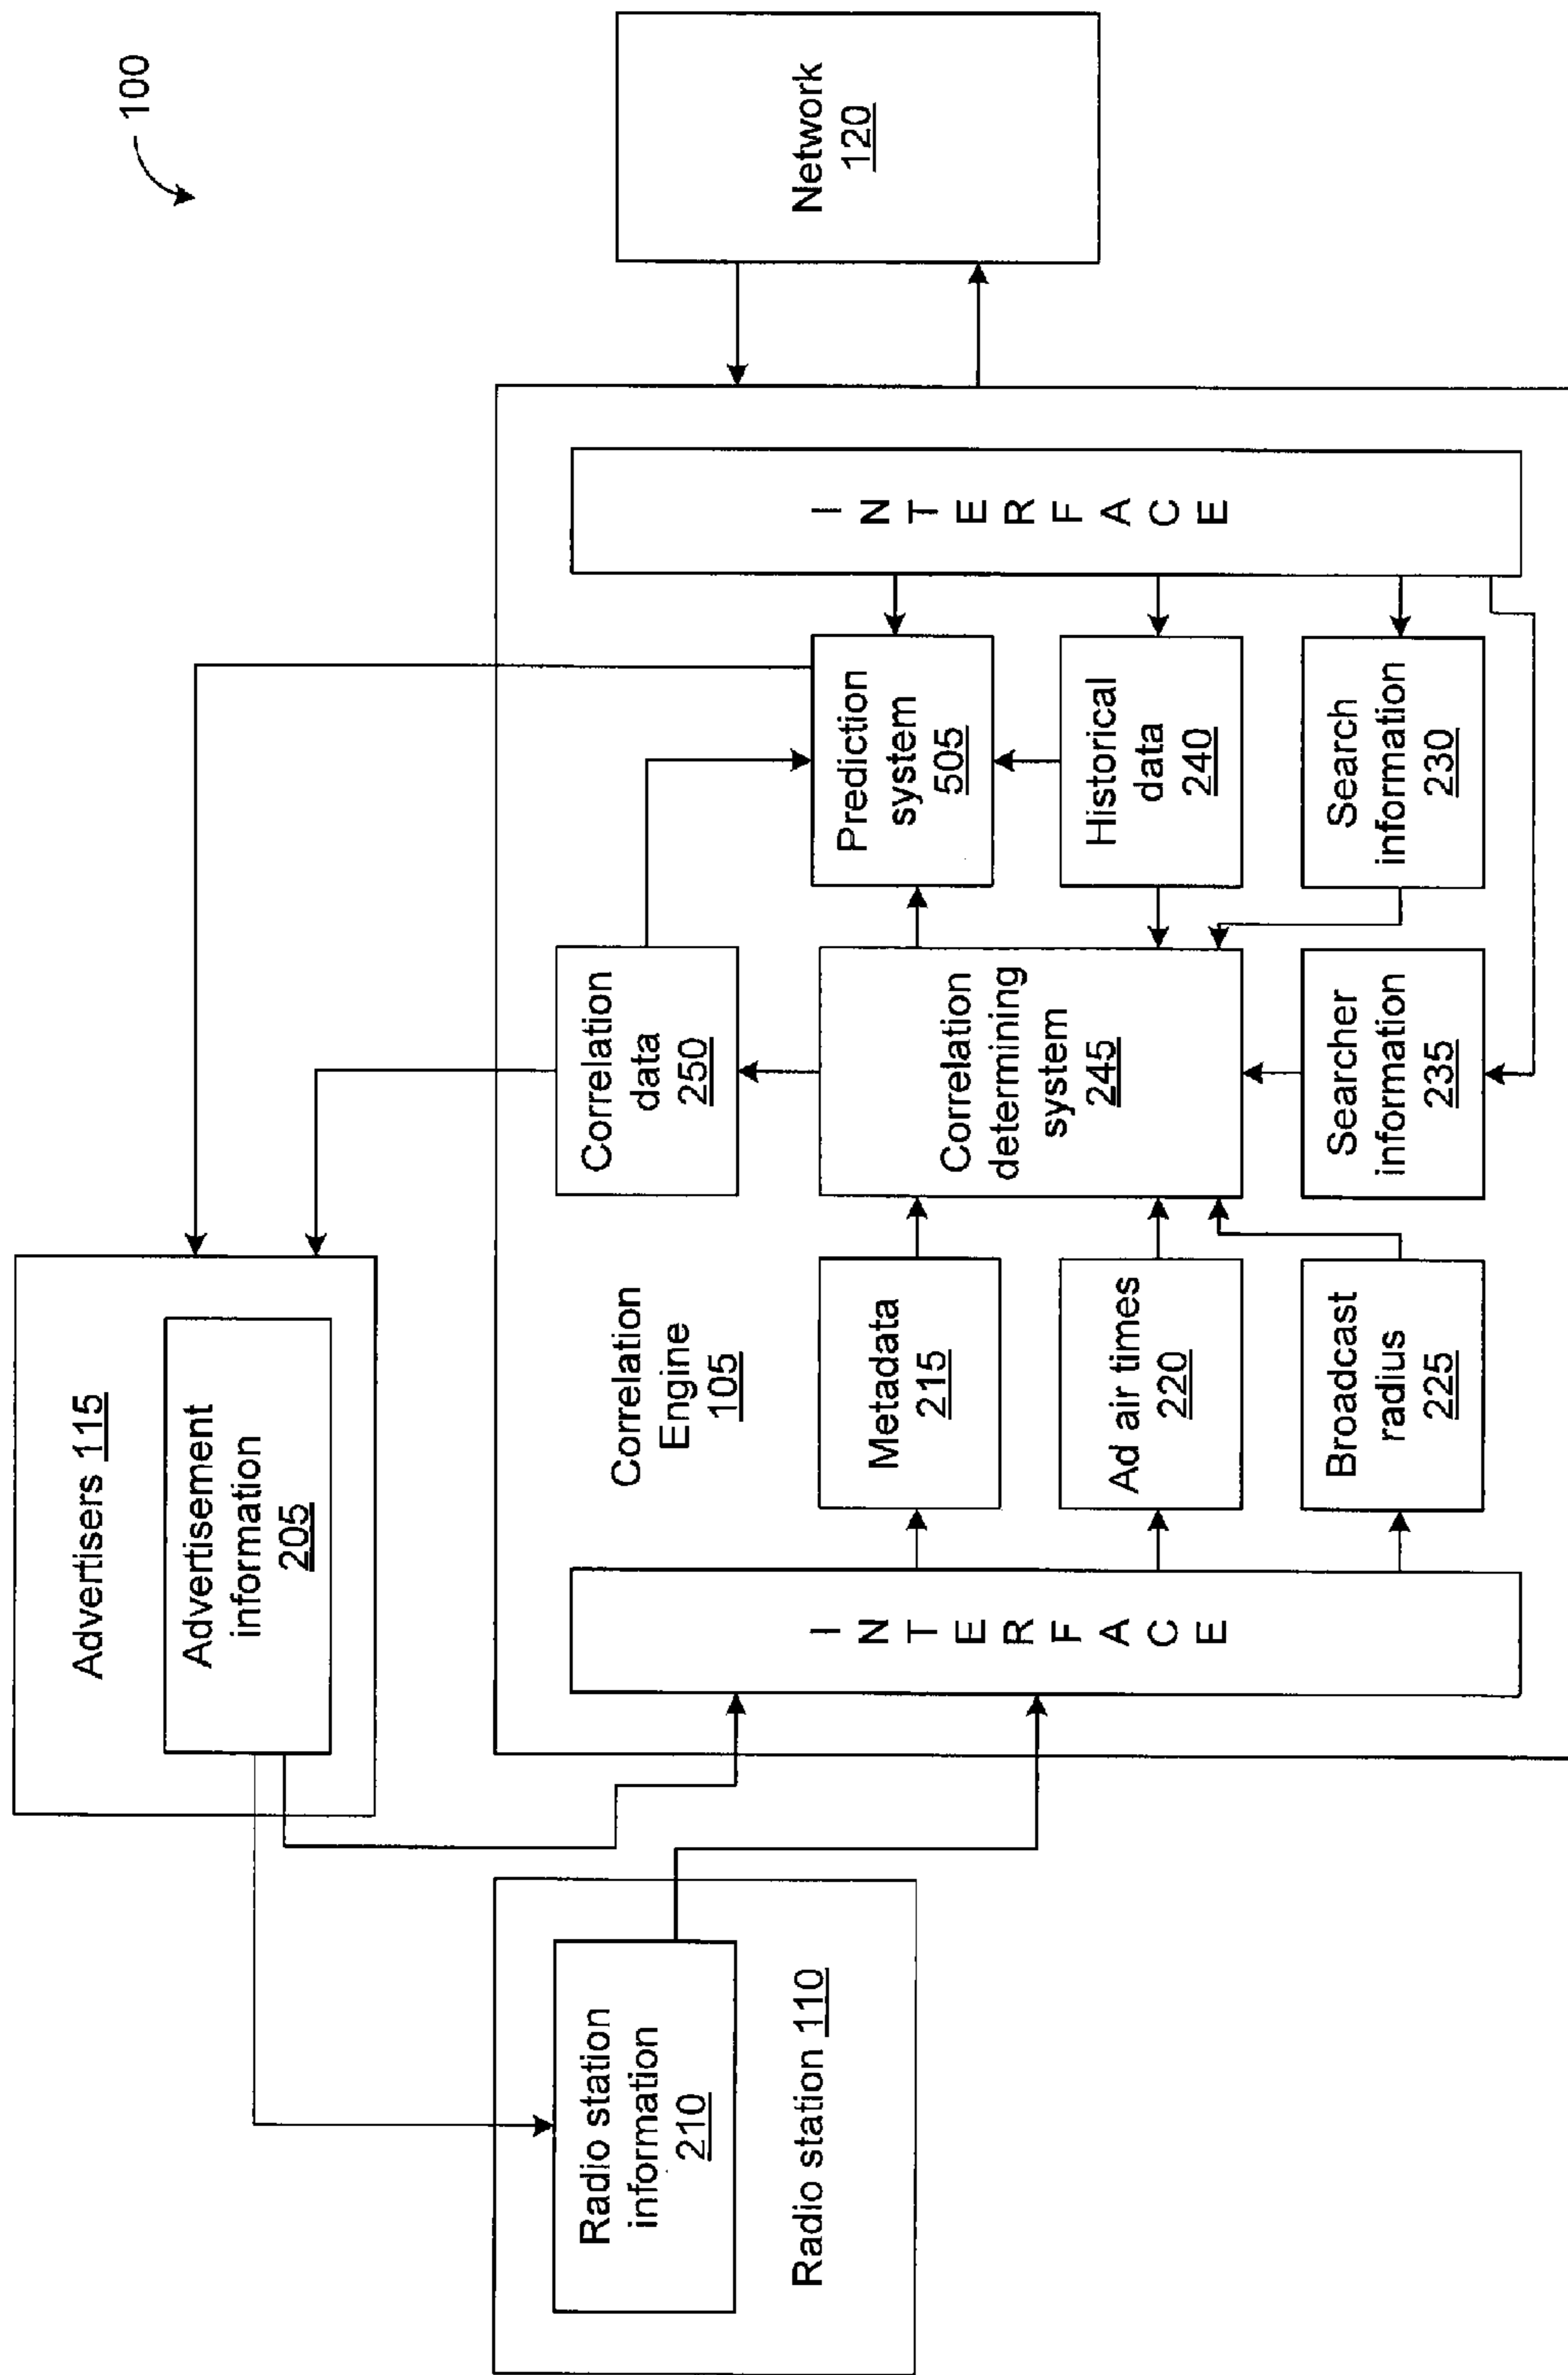 100
Advertisers 115
Advertisement
information
205
Radio station
information
210
Radio station 110
I
N
T
E
R
F
A
C
E
Correlation
Engine
105
Metadata
215
Ad air times
220
Broadcast
radius
225
Correlation
data
250
Correlation
determining
system
245
Searcher
information
235
Prediction
system
505
Historical
data
240
Search
information
230
I
N
T
E
R
F
A
C
E
Network
120